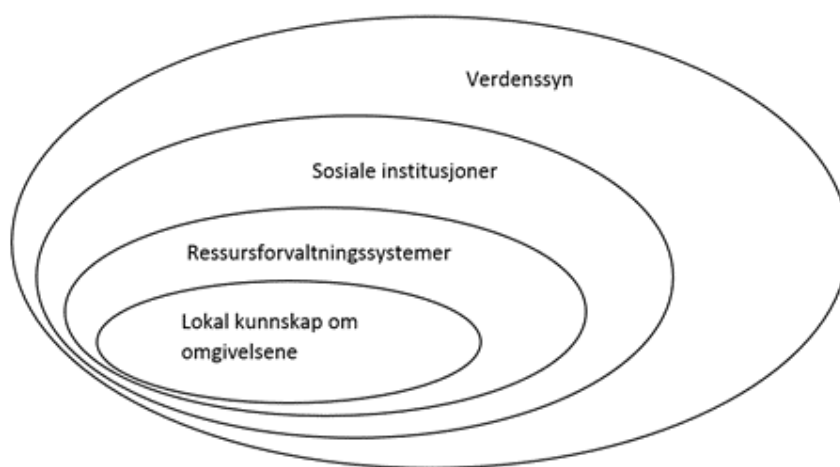 Verdenssyn
Sosiale institusjoner
Ressursforvaltningssystemer
Lokal kunnskap om
omgivelsene